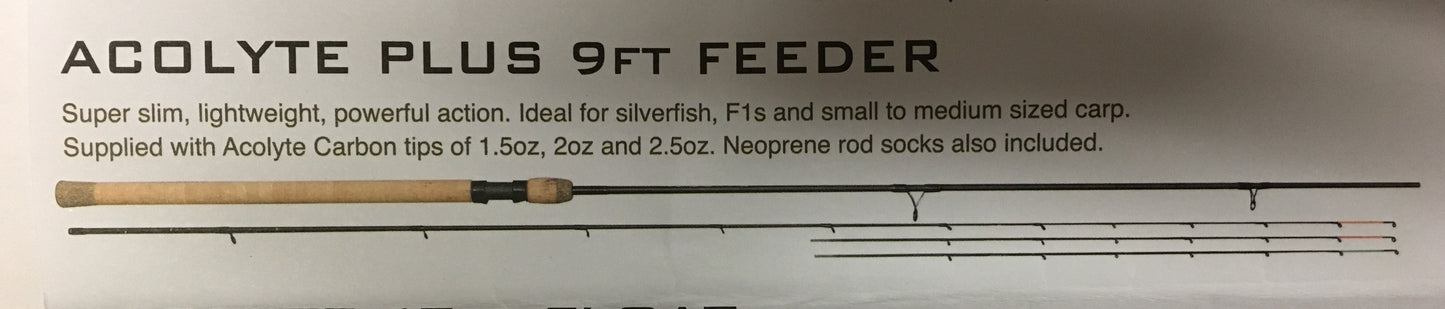 ACOLYTE PLUS 9FT FEEDER
Super slim, lightweight, powerful action. Ideal for silverfish, F1s and small to medium sized carp.
Supplied with Acolyte Carbon tips of 1.5oz, 2oz and 2.5oz. Neoprene rod socks also included.